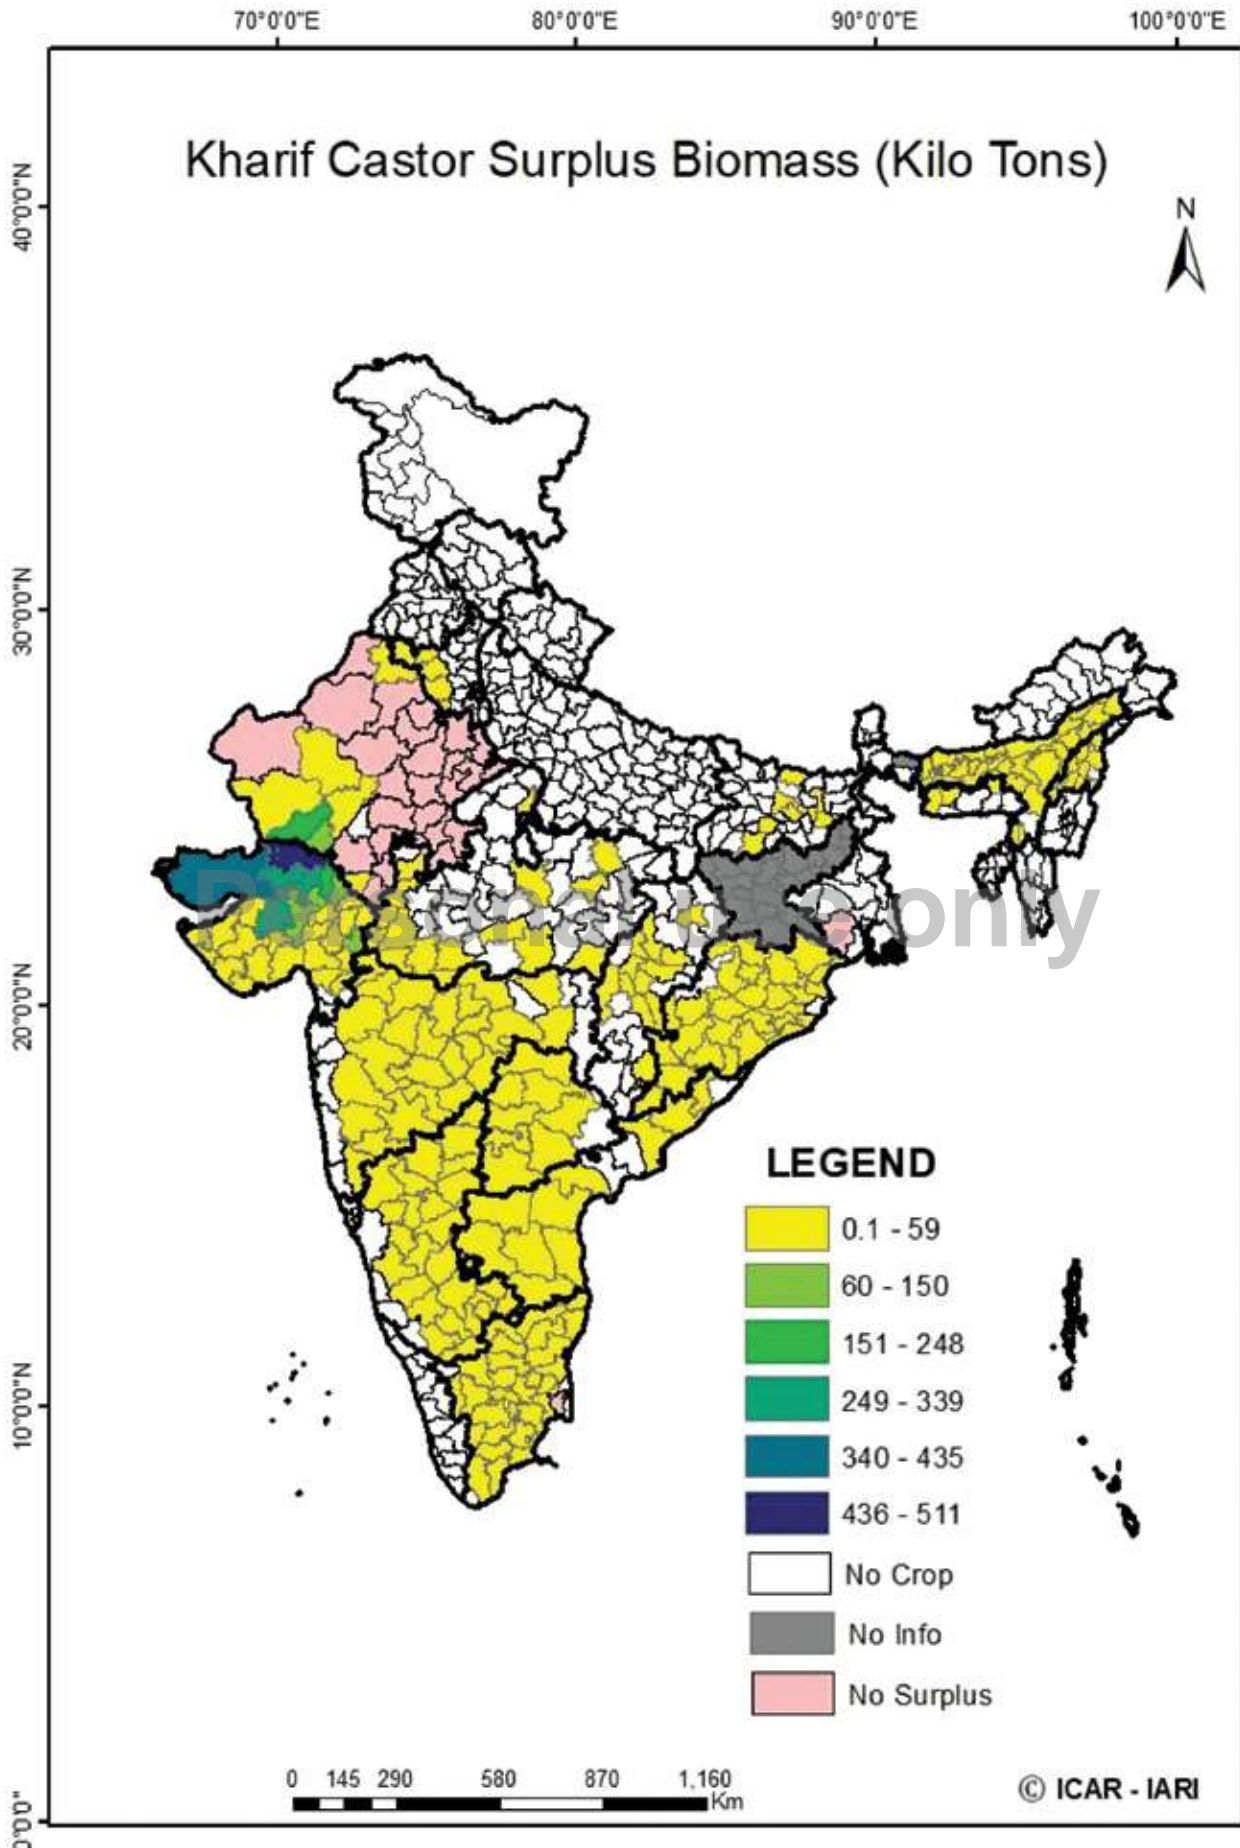 70°0'0"E 80°0'0"E 90°0'0"E 100°0'0"E
Kharif Castor Surplus Biomass (Kilo Tons)
N
40°0'0"N
30°0'0"N
20°0'0"N
10°0'0"N
Personal use only
LEGEND
0.1 - 59
60 - 150
151 - 248
249 - 339
340 - 435
436 - 511
No Crop
No Info
No Surplus
0 145 290 580 870 1,160
Km
© ICAR - IARI